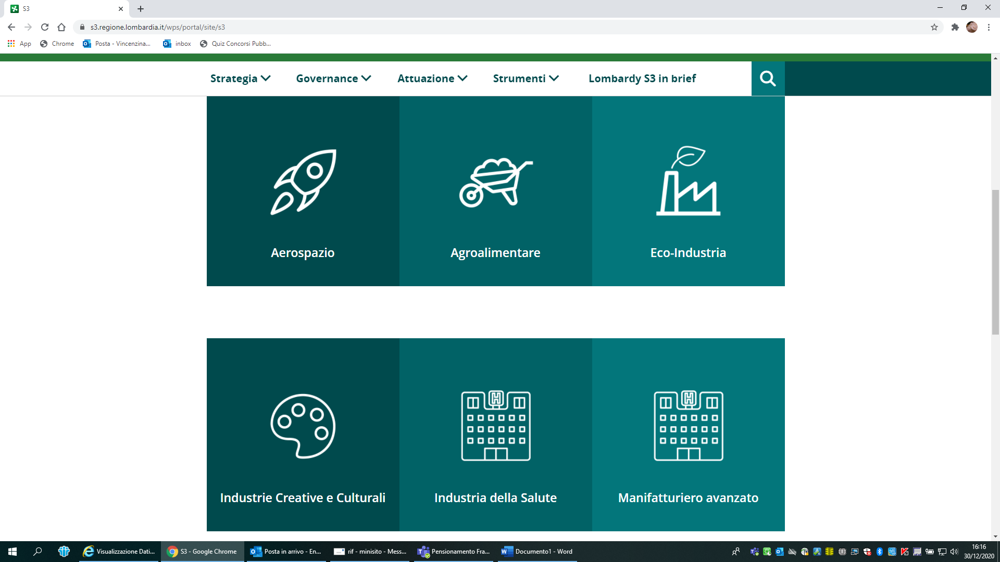 S3
s3.regione.lombardia.it/wps/portal/site/s3
App Chrome Posta - Vincenzina... inbox Quiz Concorsi Pubb...
Strategia Governance Attuazione Strumenti Lombardy S3 in brief
Aerospazio Agroalimentare Eco-Industria
H H
Industrie Creative e Culturali Industria della Salute Manifatturiero avanzato
Visualizzazione Dati... S3 - Google Chrome Posta in arrivo - En... rif - minisito - Mess... Pensionamento Fra... Documento1 - Word 16:16
30/12/2020